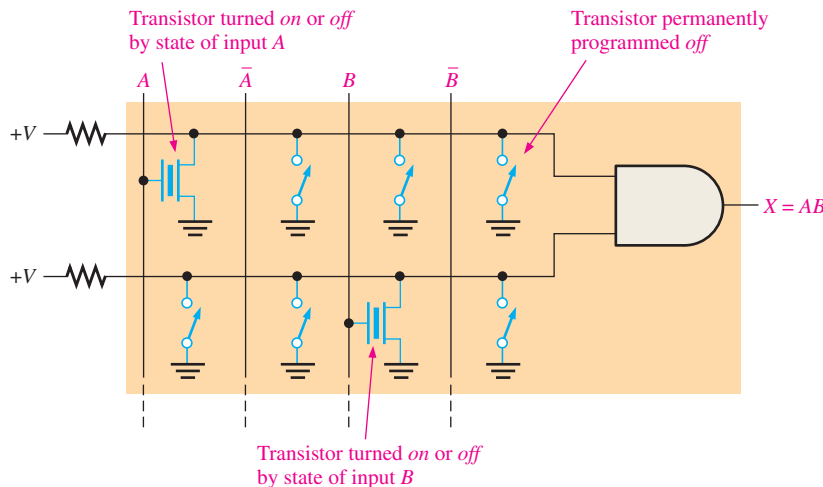 Transistor turned on or off
by state of input A
Transistor permanently
programmed off
A
A̅
B
B̅
+V
X = AB
+V
Transistor turned on or off
by state of input B